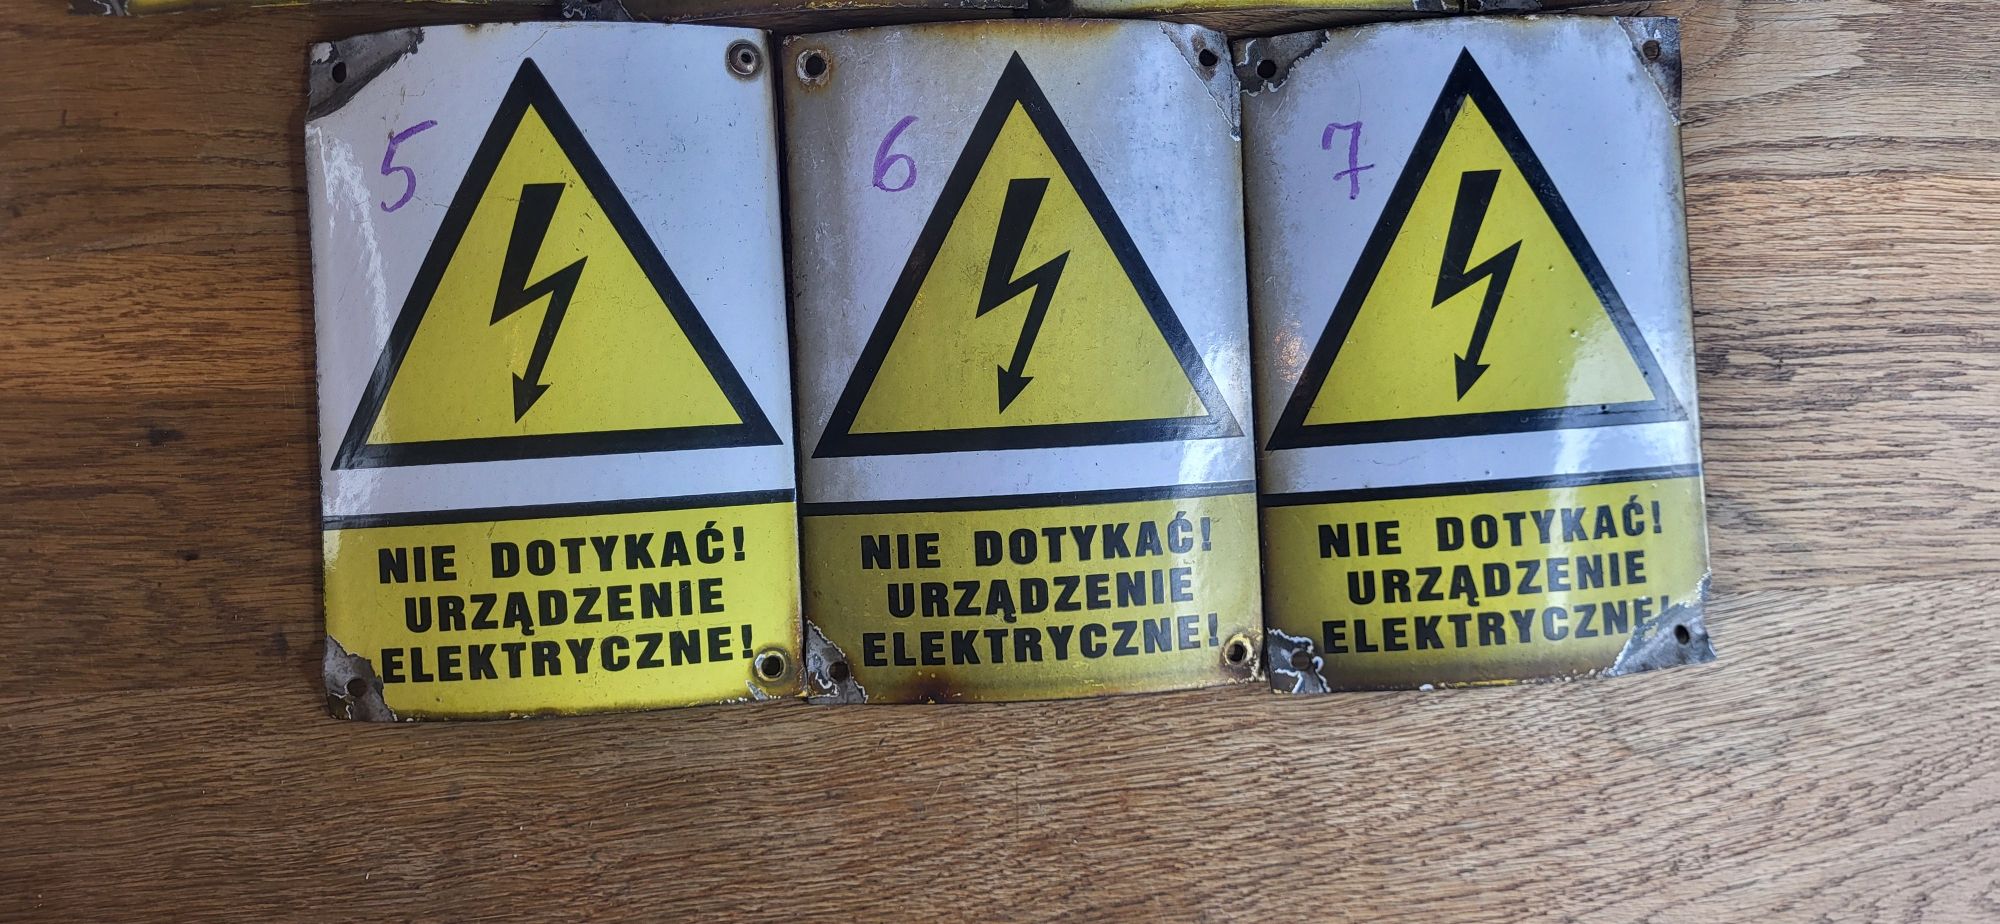 5
NIE DOTYKAĆ!
URZĄDZENIE
ELEKTRYCZNE!
6
NIE DOTYKAĆ!
URZĄDZENIE
ELEKTRYCZNE!
7
NIE DOTYKAĆ!
URZĄDZENIE
ELEKTRYCZNE!